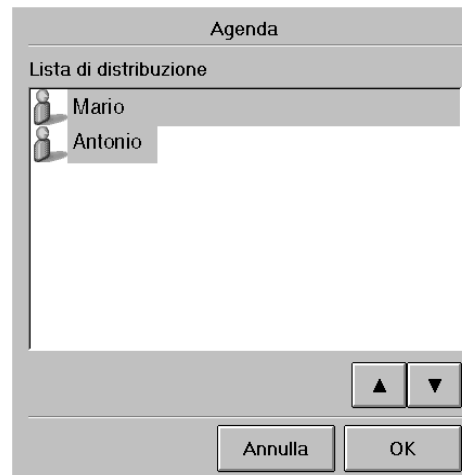 Agenda
Lista di distribuzione
Mario
Antonio
▲ ▼
Annulla OK